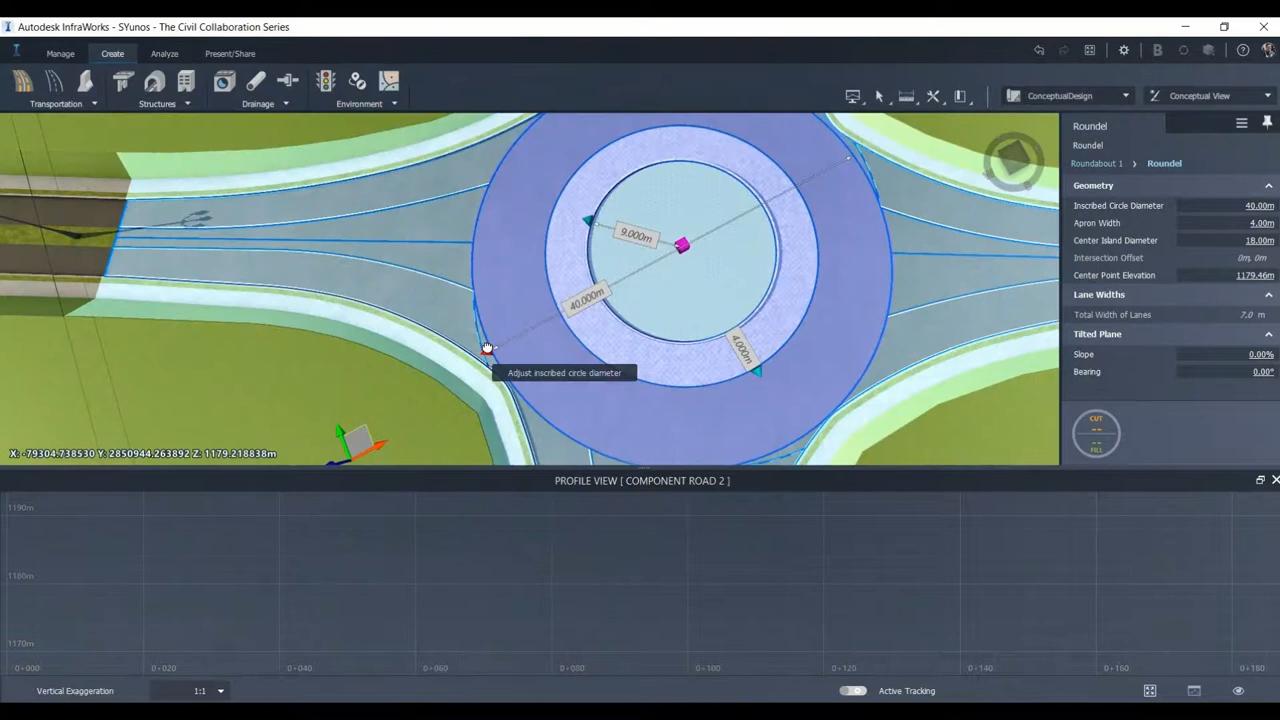 Autodesk InfraWorks - SYunos - The Civil Collaboration Series
Manage Create Analyze Present/Share
Transportation Structures Drainage Environment
ConceptualDesign Conceptual View
Roundel
Roundel
Roundabout 1 > Roundel
Geometry
Inscribed Circle Diameter 40.00m
Apron Width 4.00m
Center Island Diameter 18.00m
Intersection Offset 0m, 0m
Center Point Elevation 1179.46m
Lane Widths
Total Width of Lanes 7.0 m
Tilted Plane
Slope 0.00%
Bearing 0.00°
CUT
--
--
FILL
9.000m
40.000m
4.000m
Adjust inscribed circle diameter
X: -79304.738530 Y: 2850944.263892 Z: 1179.218838m
PROFILE VIEW [ COMPONENT ROAD 2 ]
1190m
1180m
1170m
0+000 0+020 0+040 0+060 0+080 0+100 0+120 0+140 0+160 0+180
Vertical Exaggeration 1:1 Active Tracking